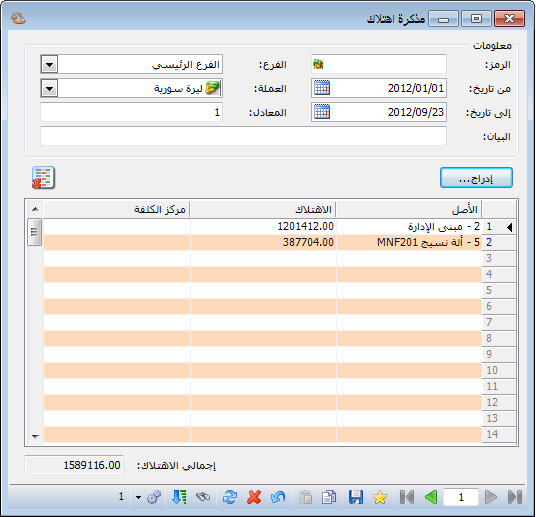 مذكرة اهتلاك
معلومات
الرمز: الفرع: الفرع الرئيسي
من تاريخ: 2012/01/01 العملة: ليرة سورية
إلى تاريخ: 2012/09/23 المعادل: 1
البيان:
إدراج...
الأصل الاهتلاك مركز الكلفة
1 2 - مبنى الإدارة 1201412.00
2 5 - ألة نسيج MNF201 387704.00
3
4
5
6
7
8
9
10
11
12
13
14
إجمالي الاهتلاك: 1589116.00
1 1